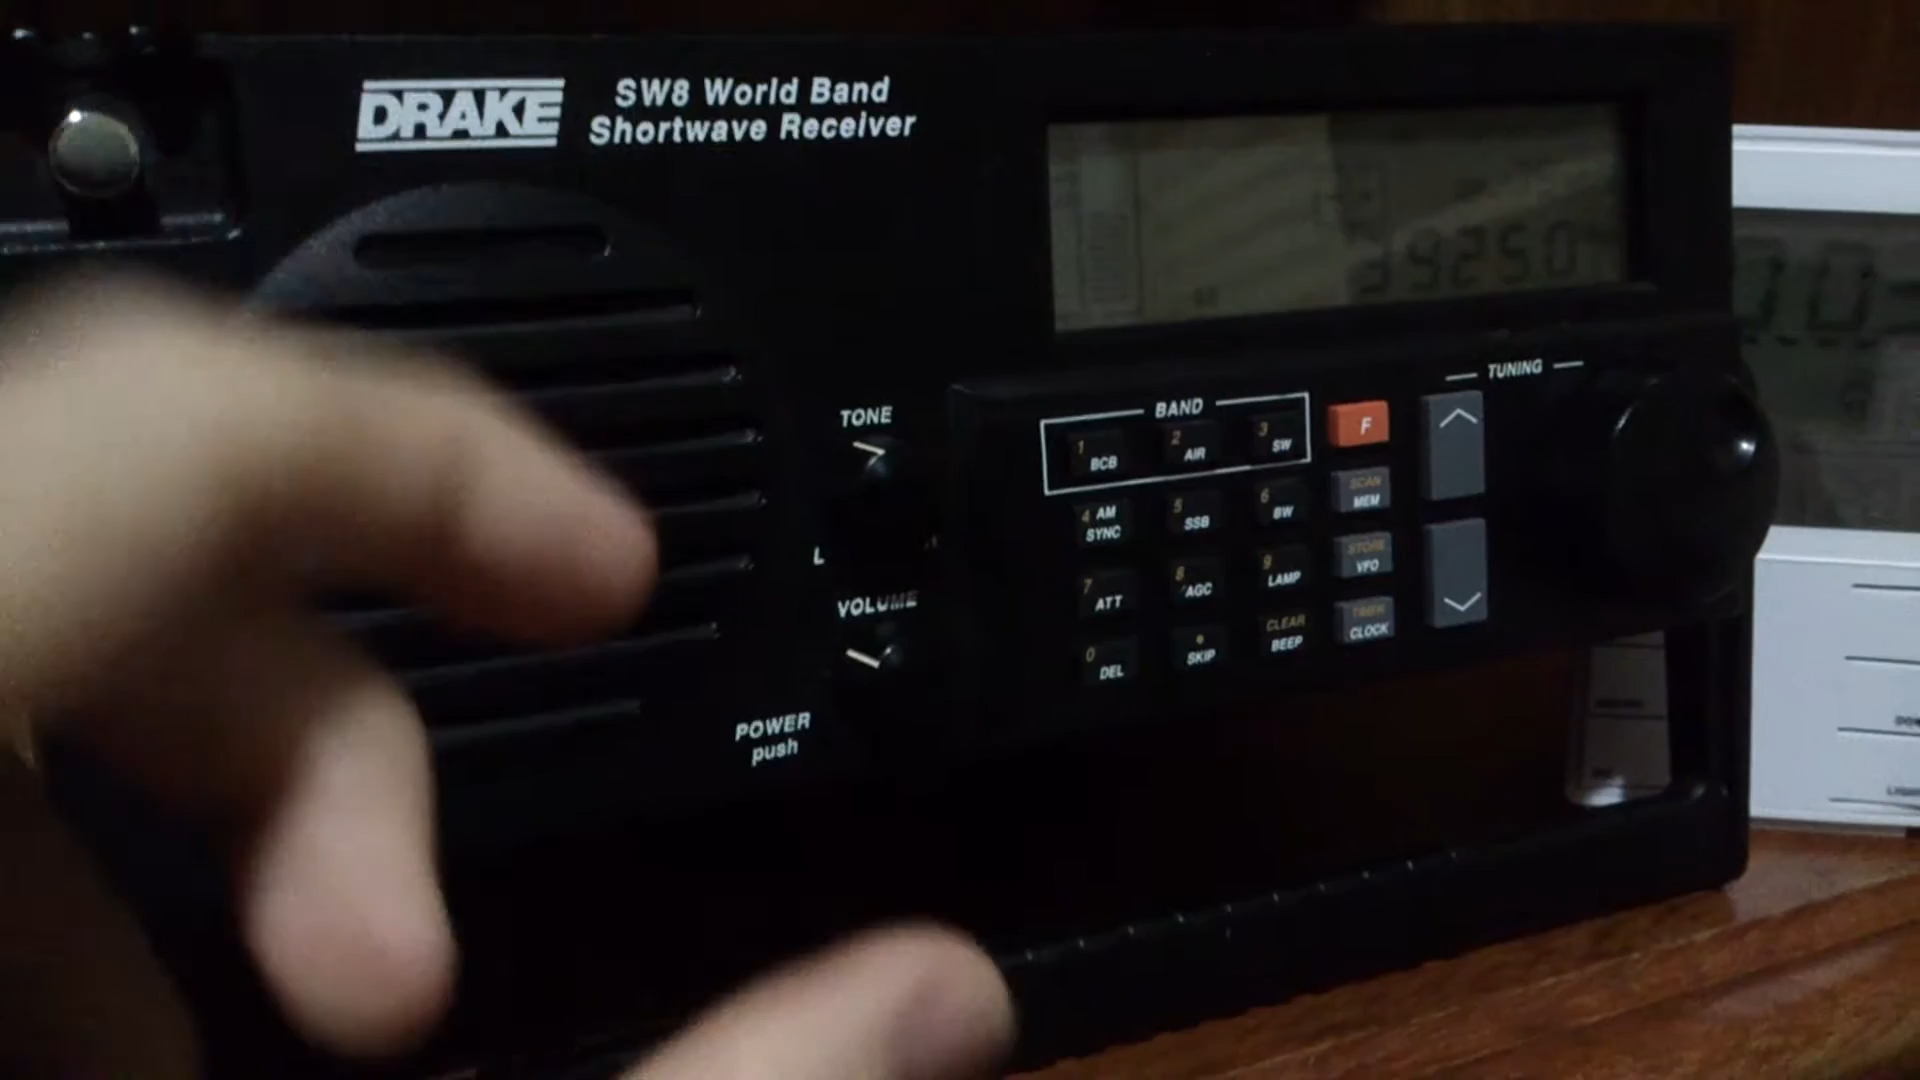 DRAKE
SW8 World Band
Shortwave Receiver
39250
TONE
L
VOLUME
POWER
push
BAND
1 BCB
2 AIR
3 SW
F
TUNING
4 AM SYNC
5 SSB
6 BW
SCAN MEM
7 ATT
8 AGC
9 LAMP
STORE VFO
0 DEL
• SKIP
CLEAR BEEP
TIMER CLOCK